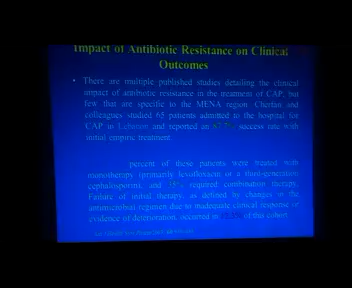 Impact of Antibiotic Resistance on Clinical
Outcomes
• There are multiple published studies detailing the clinical
impact of antibiotic resistance in the treatment of CAP, but
few that are specific to the MENA region. Cherfan and
colleagues studied 65 patients admitted to the hospital for
CAP in Lebanon and reported an success rate with
initial empiric treatment.
percent of these patients were treated with
monotherapy (primarily levofloxacin or a third-generation
cephalosporin), and required combination therapy.
Failure of initial therapy, as defined by changes in the
antimicrobial regimen due to inadequate clinical response or
evidence of deterioration, occurred in of this cohort.